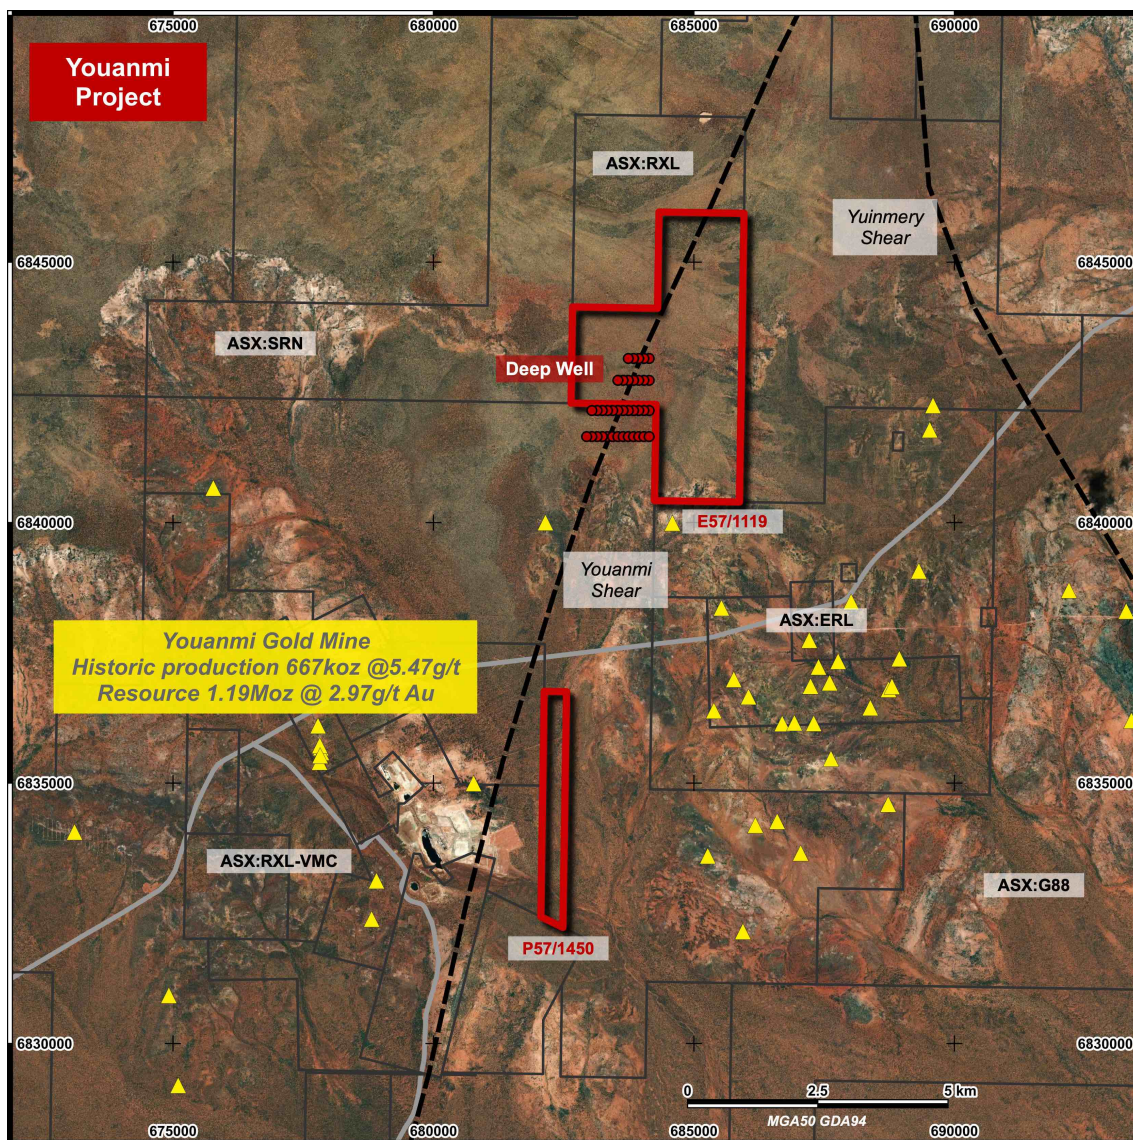 675000
680000
685000
690000
Youanmi
Project
ASX:RXL
Yuinmery
Shear
6845000
6845000
ASX:SRN
Deep Well
E57/1119
6840000
6840000
Youanmi
Shear
ASX:ERL
Youanmi Gold Mine
Historic production 667koz @5.47g/t
Resource 1.19Moz @ 2.97g/t Au
6835000
6835000
ASX:RXL-VMC
ASX:G88
P57/1450
6830000
6830000
0
2.5
5 km
MGA50 GDA94
675000
680000
685000
690000